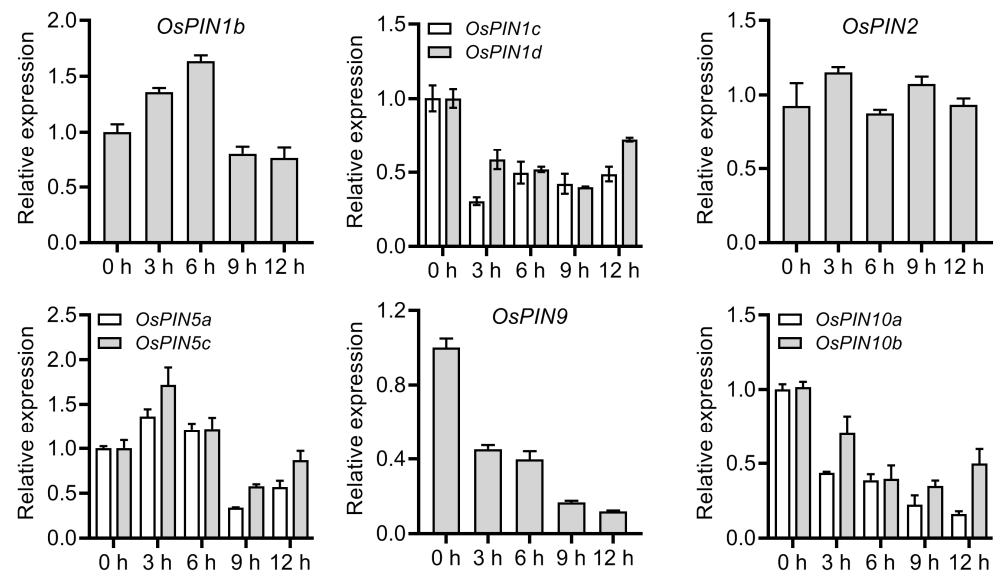 OsPIN1b
Relative expression
2.0
1.5
1.0
0.5
0.0
0 h 3 h 6 h 9 h 12 h
OsPIN1c
OsPIN1d
Relative expression
1.5
1.0
0.5
0.0
0 h 3 h 6 h 9 h 12 h
OsPIN2
Relative expression
1.5
1.0
0.5
0.0
0 h 3 h 6 h 9 h 12 h
OsPIN5a
OsPIN5c
Relative expression
2.5
2.0
1.5
1.0
0.5
0.0
0 h 3 h 6 h 9 h 12 h
OsPIN9
Relative expression
1.2
0.8
0.4
0.0
0 h 3 h 6 h 9 h 12 h
OsPIN10a
OsPIN10b
Relative expression
1.5
1.0
0.5
0.0
0 h 3 h 6 h 9 h 12 h